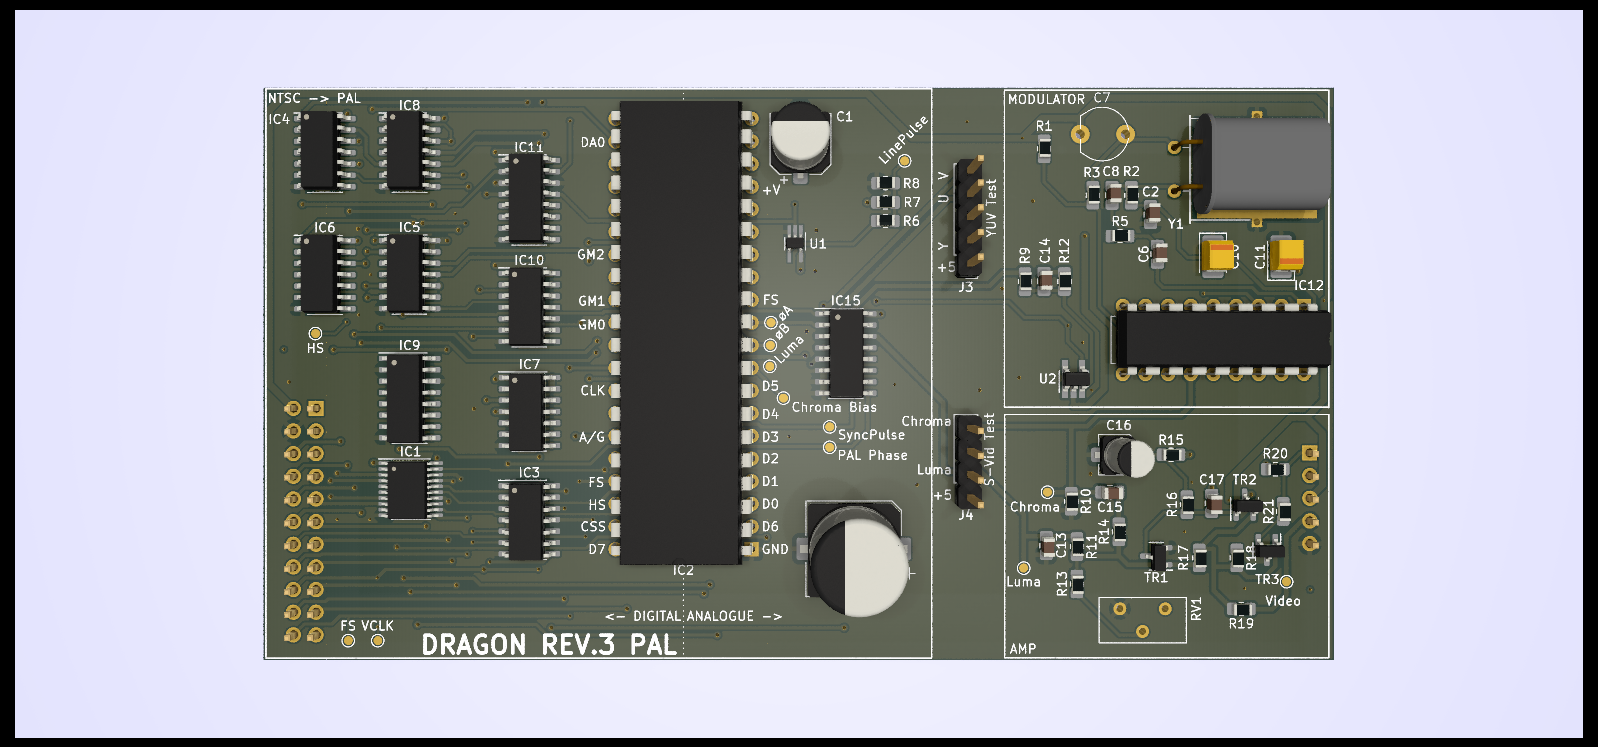 NTSC -> PAL
IC4
IC8
IC11
IC6
IC5
IC10
HS
IC9
IC7
IC1
IC3
FS VCLK
DRAGON REV.3 PAL
<- DIGITAL ANALOGUE ->
IC2
DA0
GM2
GM1
GM0
CLK
A/G
FS
HS
CSS
D7
+V
FS
øA
øB
Luma
D5
D4
D3
D2
D1
D0
D6
GND
C1
+
LinePulse
R8
R7
R6
U1
IC15
Chroma Bias
SyncPulse
PAL Phase
V
U
Y
+5
YUV Test
J3
Chroma
Luma
+5
S-Vid Test
J4
MODULATOR
C7
R1
R3 C8 R2
C2
R5
Y1
C6
C10
C11
IC12
R9
C14
R12
U2
C16
R15
R20
Chroma
R10
C15
R16
C17
TR2
R21
C13
R11
R14
R13
Luma
TR1
R17
R18
TR3
Video
RV1
R19
AMP